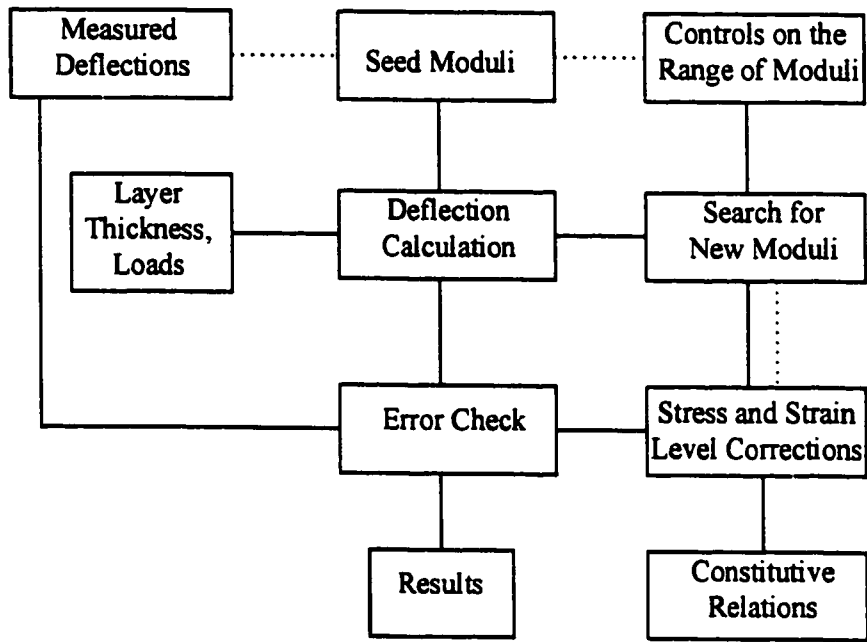 Measured
Deflections
Seed Moduli
Controls on the
Range of Moduli
Layer
Thickness,
Loads
Deflection
Calculation
Search for
New Moduli
Error Check
Stress and Strain
Level Corrections
Results
Constitutive
Relations